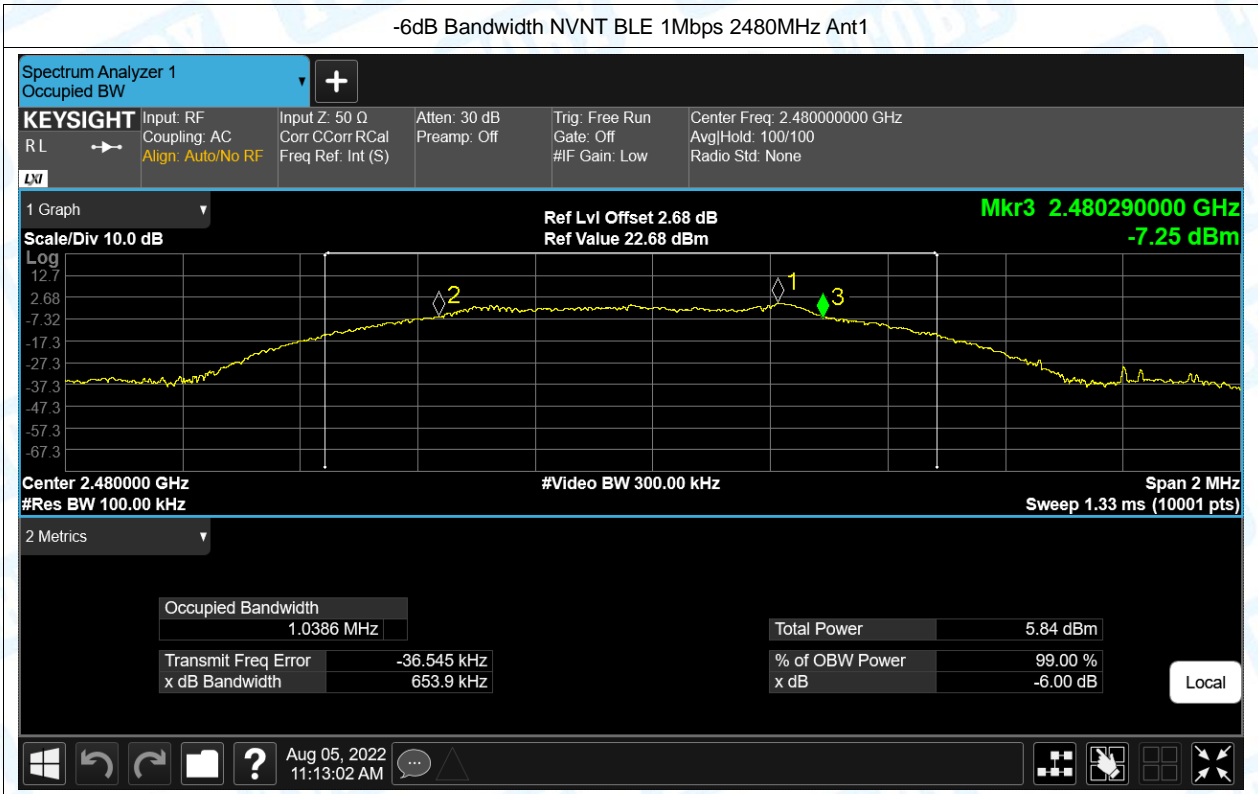 -6dB Bandwidth NVNT BLE 1Mbps 2480MHz Ant1
Spectrum Analyzer 1
Occupied BW
+
KEYSIGHT
R L
LXI
Input: RF
Coupling: AC
Align: Auto/No RF
Input Z: 50 Ω
Corr CCorr RCal
Freq Ref: Int (S)
Atten: 30 dB
Preamp: Off
Trig: Free Run
Gate: Off
#IF Gain: Low
Center Freq: 2.480000000 GHz
Avg|Hold: 100/100
Radio Std: None
1 Graph
Scale/Div 10.0 dB
Ref Lvl Offset 2.68 dB
Ref Value 22.68 dBm
Mkr3 2.480290000 GHz
-7.25 dBm
Log
12.7
2.68
-7.32
-17.3
-27.3
-37.3
-47.3
-57.3
-67.3
2
1
3
Center 2.480000 GHz
#Video BW 300.00 kHz
Span 2 MHz
#Res BW 100.00 kHz
Sweep 1.33 ms (10001 pts)
2 Metrics
Occupied Bandwidth
1.0386 MHz
Total Power 5.84 dBm
Transmit Freq Error -36.545 kHz
% of OBW Power 99.00 %
x dB Bandwidth 653.9 kHz
x dB -6.00 dB
Local
?
Aug 05, 2022
11:13:02 AM